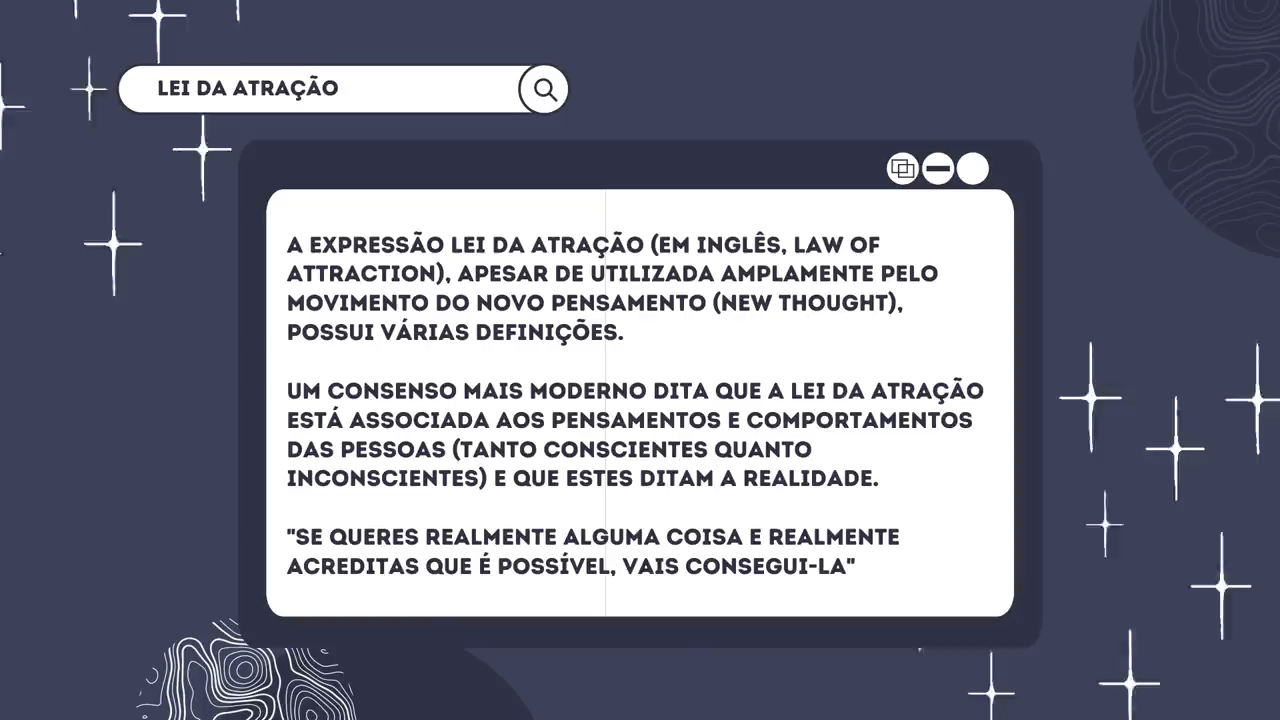 LEI DA ATRAÇÃO
A EXPRESSÃO LEI DA ATRAÇÃO (EM INGLÊS, LAW OF
ATTRACTION), APESAR DE UTILIZADA AMPLAMENTE PELO
MOVIMENTO DO NOVO PENSAMENTO (NEW THOUGHT),
POSSUI VÁRIAS DEFINIÇÕES.
UM CONSENSO MAIS MODERNO DITA QUE A LEI DA ATRAÇÃO
ESTÁ ASSOCIADA AOS PENSAMENTOS E COMPORTAMENTOS
DAS PESSOAS (TANTO CONSCIENTES QUANTO
INCONSCIENTES) E QUE ESTES DITAM A REALIDADE.
"SE QUERES REALMENTE ALGUMA COISA E REALMENTE
ACREDITAS QUE É POSSÍVEL, VAIS CONSEGUI-LA"